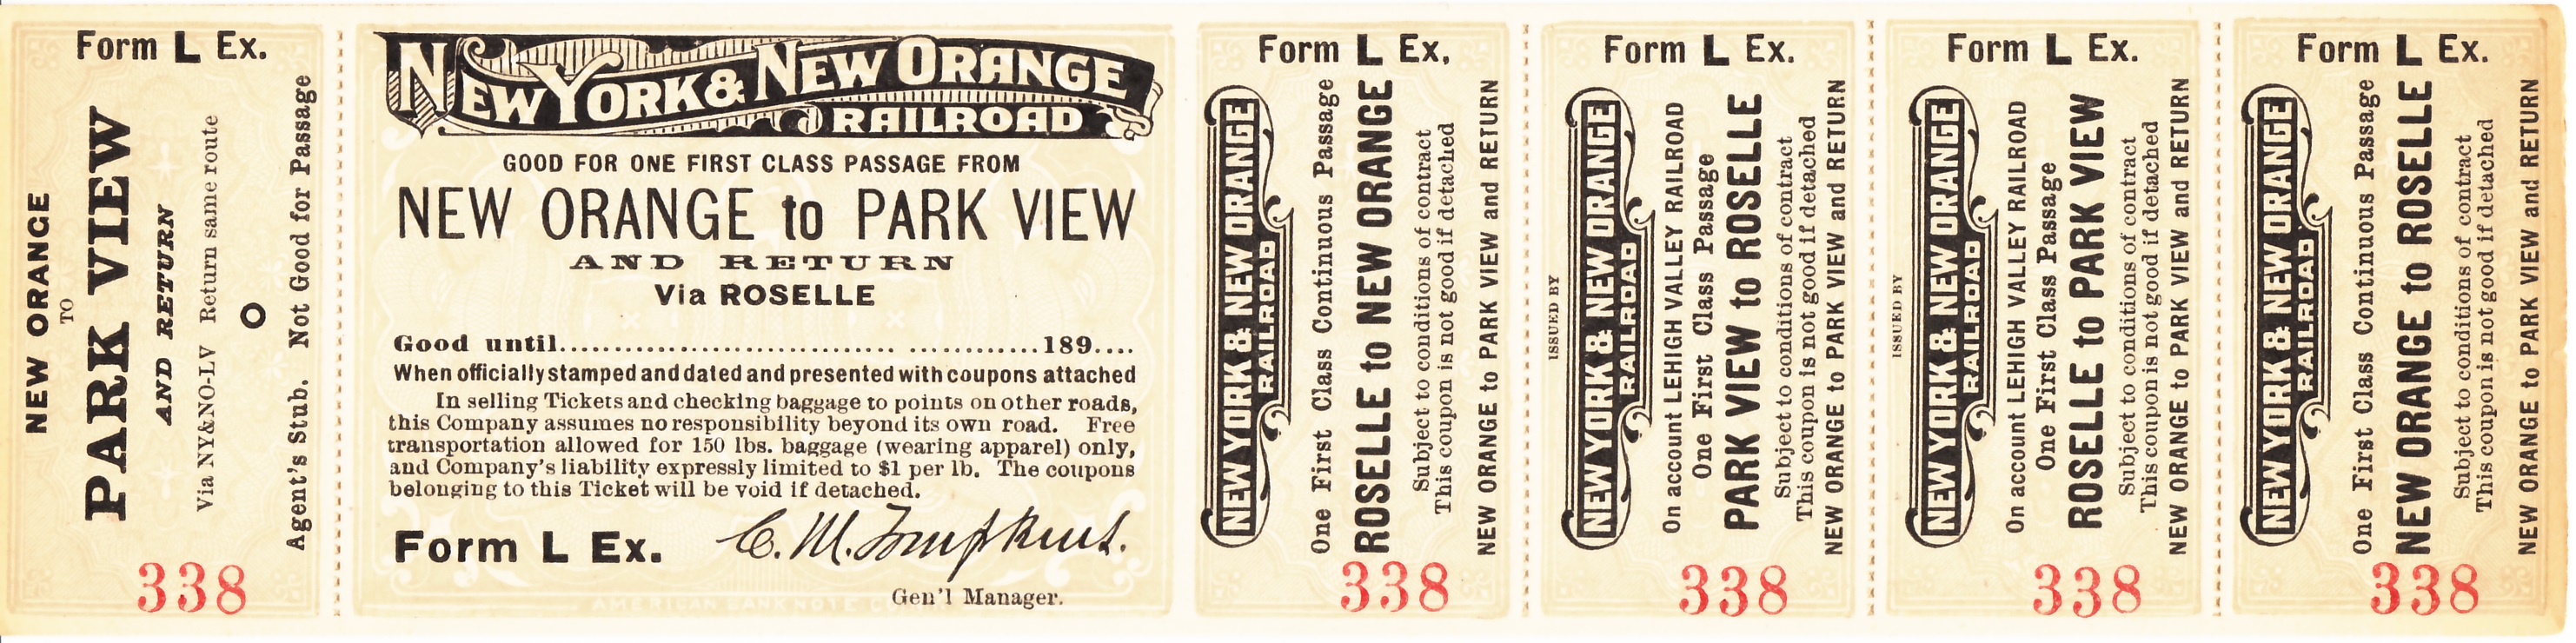 Form L Ex.
NEW ORANGE
TO
PARK VIEW
AND RETURN
Via NY&NO-LV Return same route
O
Agent's Stub. Not Good for Passage
338
NEW YORK & NEW ORANGE
RAILROAD
GOOD FOR ONE FIRST CLASS PASSAGE FROM
NEW ORANGE to PARK VIEW
AND RETURN
Via ROSELLE
Good until.................................. .............189....
When officially stamped and dated and presented with coupons attached
In selling Tickets and checking baggage to points on other roads,
this Company assumes no responsibility beyond its own road. Free
transportation allowed for 150 lbs. baggage (wearing apparel) only,
and Company's liability expressly limited to $1 per lb. The coupons
belonging to this Ticket will be void if detached.
Form L Ex.
C. M. Tompkins.
Gen'l Manager.
AMERICAN BANK NOTE CO
Form L Ex.
NEW YORK & NEW ORANGE
RAILROAD
One First Class Continuous Passage
ROSELLE to NEW ORANGE
Subject to conditions of contract
This coupon is not good if detached
NEW ORANGE to PARK VIEW and RETURN
338
Form L Ex.
ISSUED BY
NEW YORK & NEW ORANGE
RAILROAD
On account LEHIGH VALLEY RAILROAD
One First Class Passage
PARK VIEW to ROSELLE
Subject to conditions of contract
This coupon is not good if detached
NEW ORANGE to PARK VIEW and RETURN
338
Form L Ex.
ISSUED BY
NEW YORK & NEW ORANGE
RAILROAD
On account LEHIGH VALLEY RAILROAD
One First Class Passage
ROSELLE to PARK VIEW
Subject to conditions of contract
This coupon is not good if detached
NEW ORANGE to PARK VIEW and RETURN
338
Form L Ex.
NEW YORK & NEW ORANGE
RAILROAD
One First Class Continuous Passage
NEW ORANGE to ROSELLE
Subject to conditions of contract
This coupon is not good if detached
NEW ORANGE to PARK VIEW and RETURN
338